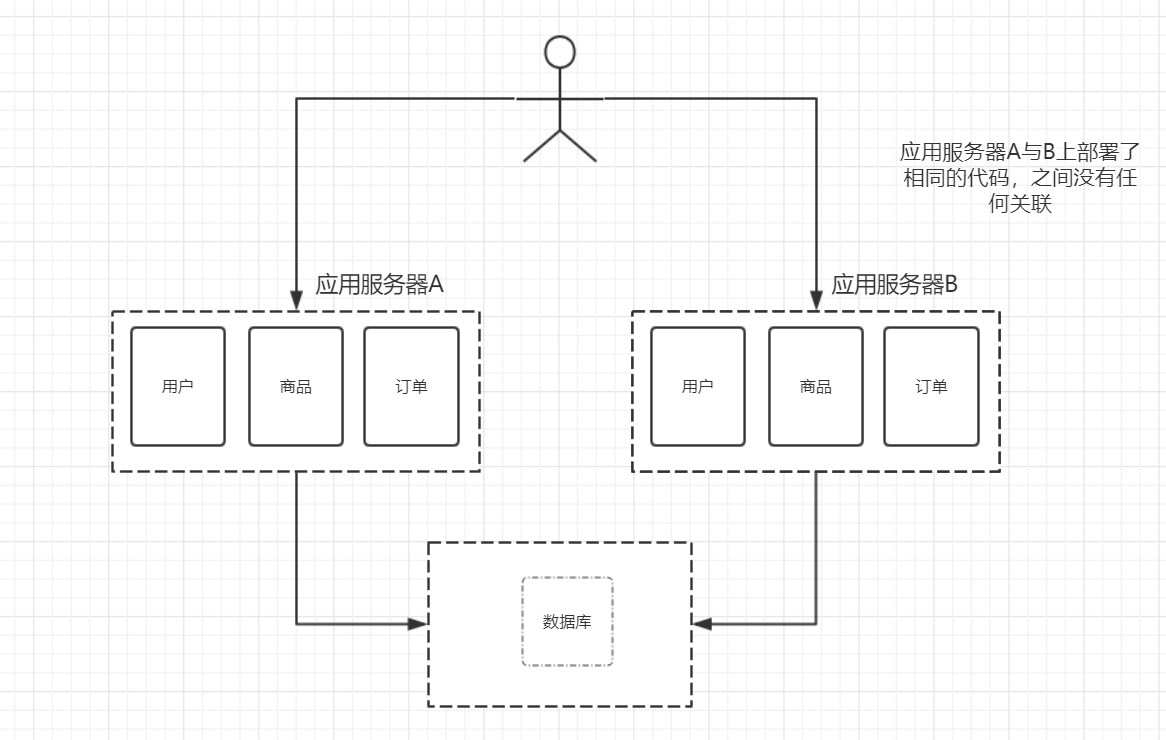 应用服务器A与B上部署了
相同的代码，之间没有任
何关联
应用服务器A
应用服务器B
用户
商品
订单
用户
商品
订单
数据库